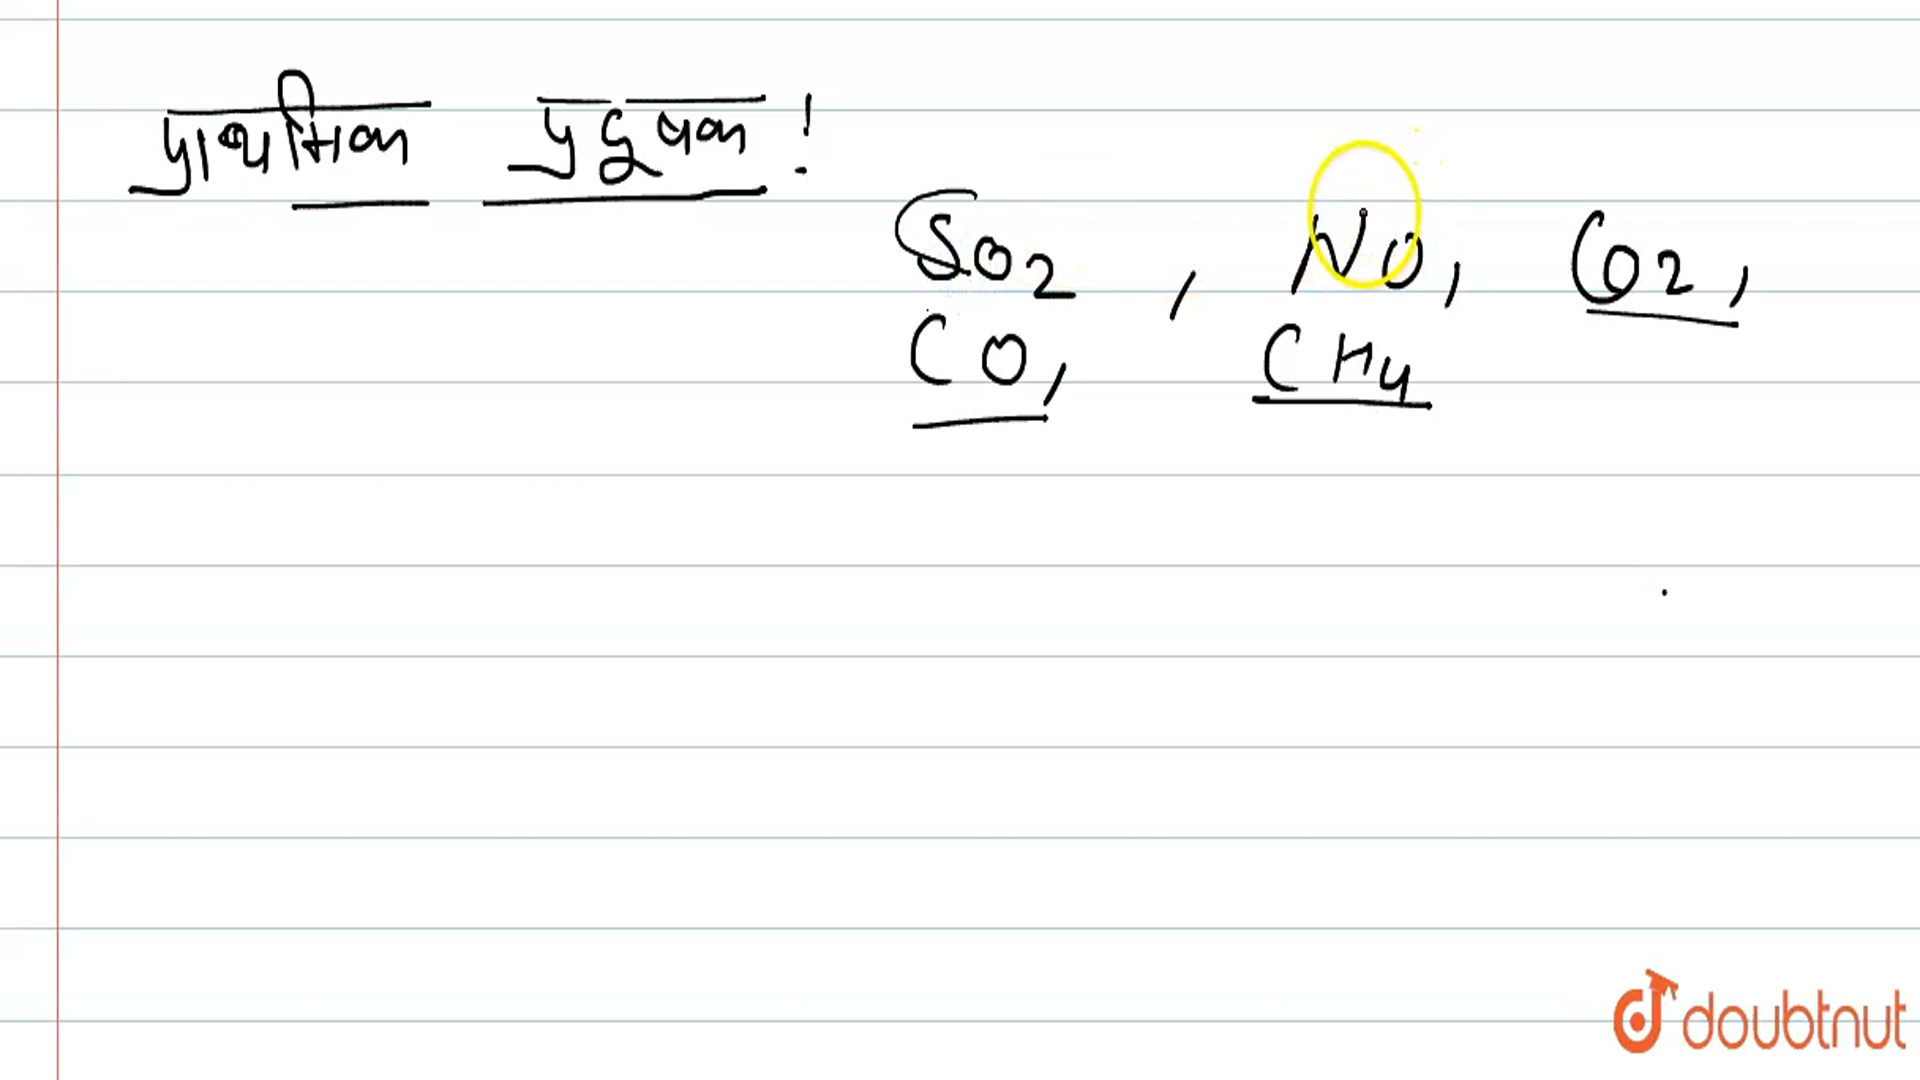 प्राथमिक प्रदुषक !
SO2 , NO, CO2,
CO, CH4
doubtnut